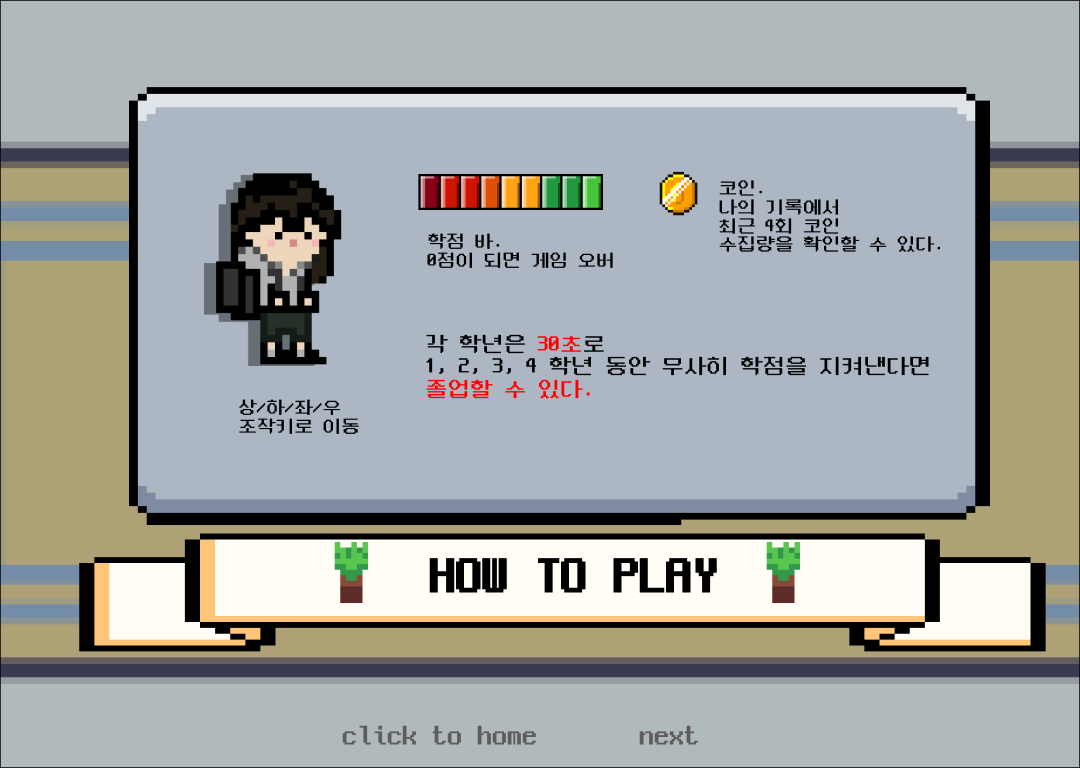 학점 바.
0점이 되면 게임 오버
코인.
나의 기록에서
최근 4회 코인
수집량을 확인할 수 있다.
각 학년은 30초로
1, 2, 3, 4 학년 동안 무사히 학점을 지켜낸다면
졸업할 수 있다.
상/하/좌/우
조작키로 이동
HOW TO PLAY
click to home
next